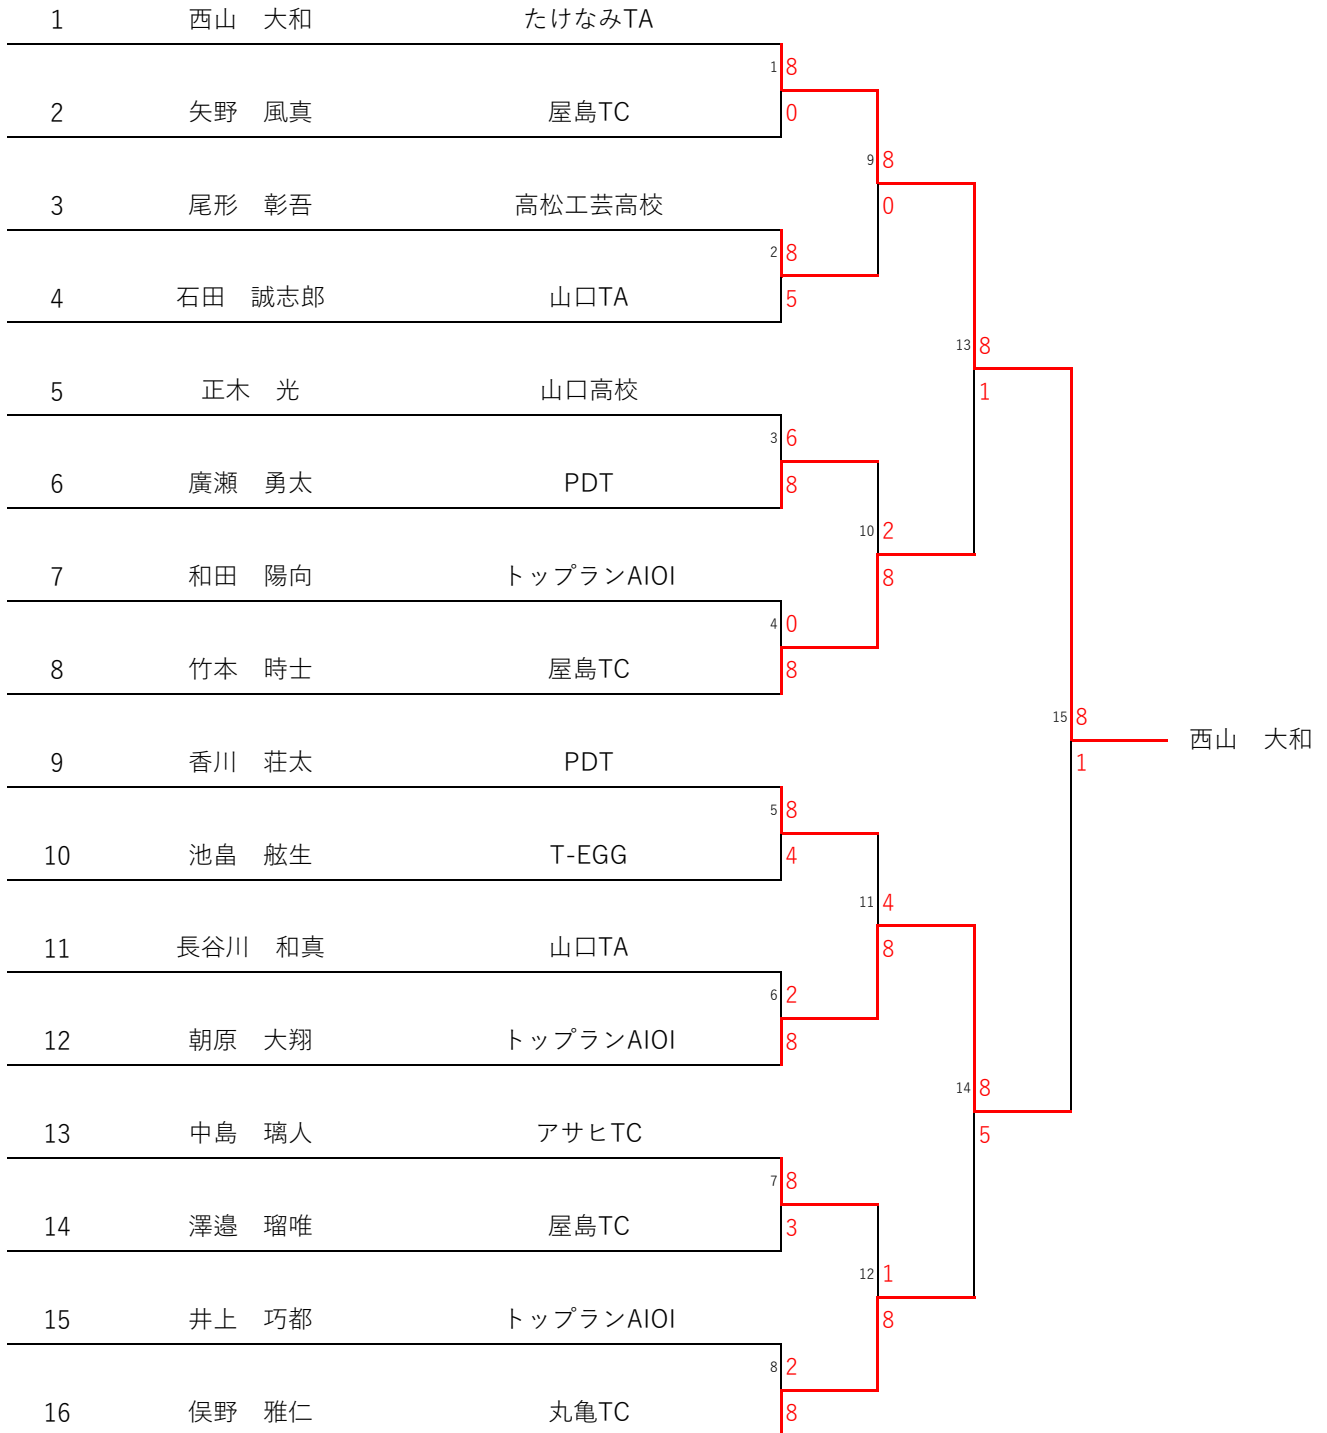 1 西山　大和 たけなみTA
1 8
2 矢野　風真 屋島TC
0
9 8
3 尾形　彰吾 高松工芸高校
0
2 8
4 石田　誠志郎 山口TA
5
13 8
5 正木　光 山口高校
1
3 6
6 廣瀬　勇太 PDT
8
10 2
7 和田　陽向 トップランAIOI
8
4 0
8 竹本　時士 屋島TC
8
15 8
西山　大和
9 香川　荘太 PDT
1
5 8
10 池畠　舷生 T-EGG
4
11 4
11 長谷川　和真 山口TA
8
6 2
12 朝原　大翔 トップランAIOI
8
14 8
13 中島　璃人 アサヒTC
5
7 8
14 澤邉　瑠唯 屋島TC
3
12 1
15 井上　巧都 トップランAIOI
8
8 2
16 俣野　雅仁 丸亀TC
8